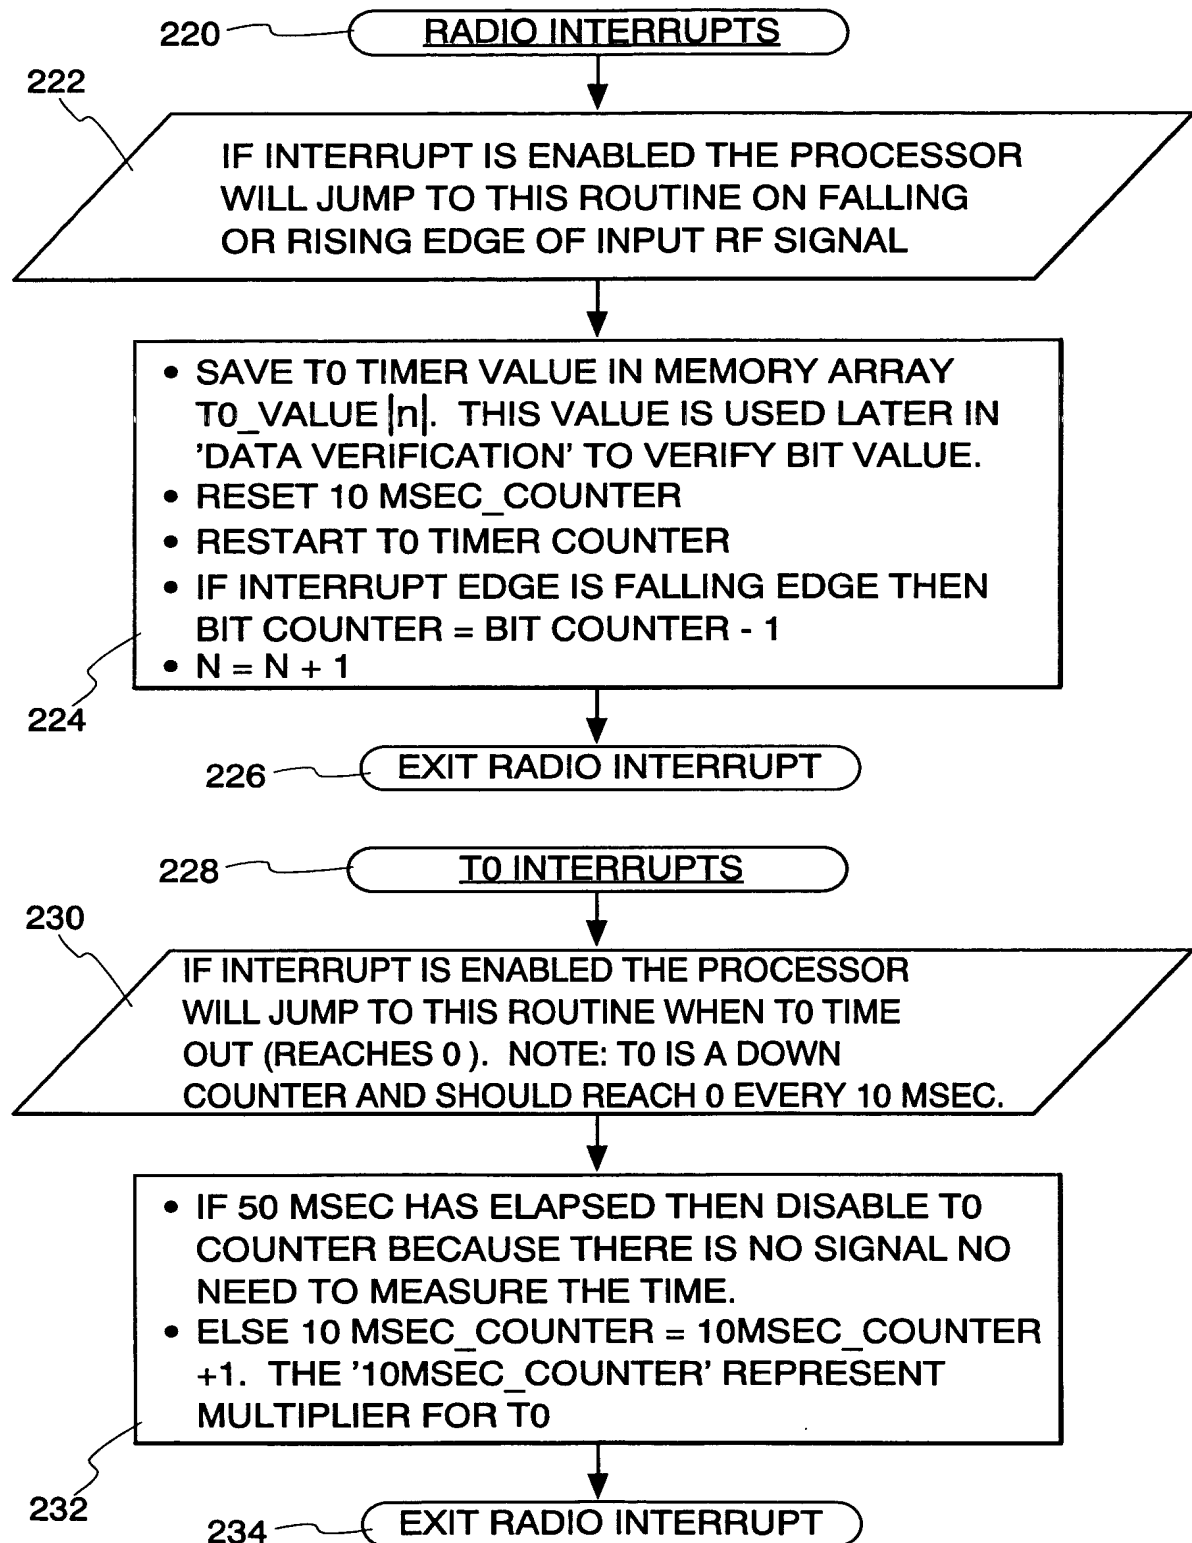 220
RADIO INTERRUPTS
222
IF INTERRUPT IS ENABLED THE PROCESSOR
WILL JUMP TO THIS ROUTINE ON FALLING
OR RISING EDGE OF INPUT RF SIGNAL
• SAVE T0 TIMER VALUE IN MEMORY ARRAY
T0_VALUE |n|. THIS VALUE IS USED LATER IN
'DATA VERIFICATION' TO VERIFY BIT VALUE.
• RESET 10 MSEC_COUNTER
• RESTART T0 TIMER COUNTER
• IF INTERRUPT EDGE IS FALLING EDGE THEN
BIT COUNTER = BIT COUNTER - 1
• N = N + 1
224
226
EXIT RADIO INTERRUPT
228
T0 INTERRUPTS
230
IF INTERRUPT IS ENABLED THE PROCESSOR
WILL JUMP TO THIS ROUTINE WHEN T0 TIME
OUT (REACHES 0 ). NOTE: T0 IS A DOWN
COUNTER AND SHOULD REACH 0 EVERY 10 MSEC.
• IF 50 MSEC HAS ELAPSED THEN DISABLE T0
COUNTER BECAUSE THERE IS NO SIGNAL NO
NEED TO MEASURE THE TIME.
• ELSE 10 MSEC_COUNTER = 10MSEC_COUNTER
+1. THE '10MSEC_COUNTER' REPRESENT
MULTIPLIER FOR T0
232
234
EXIT RADIO INTERRUPT